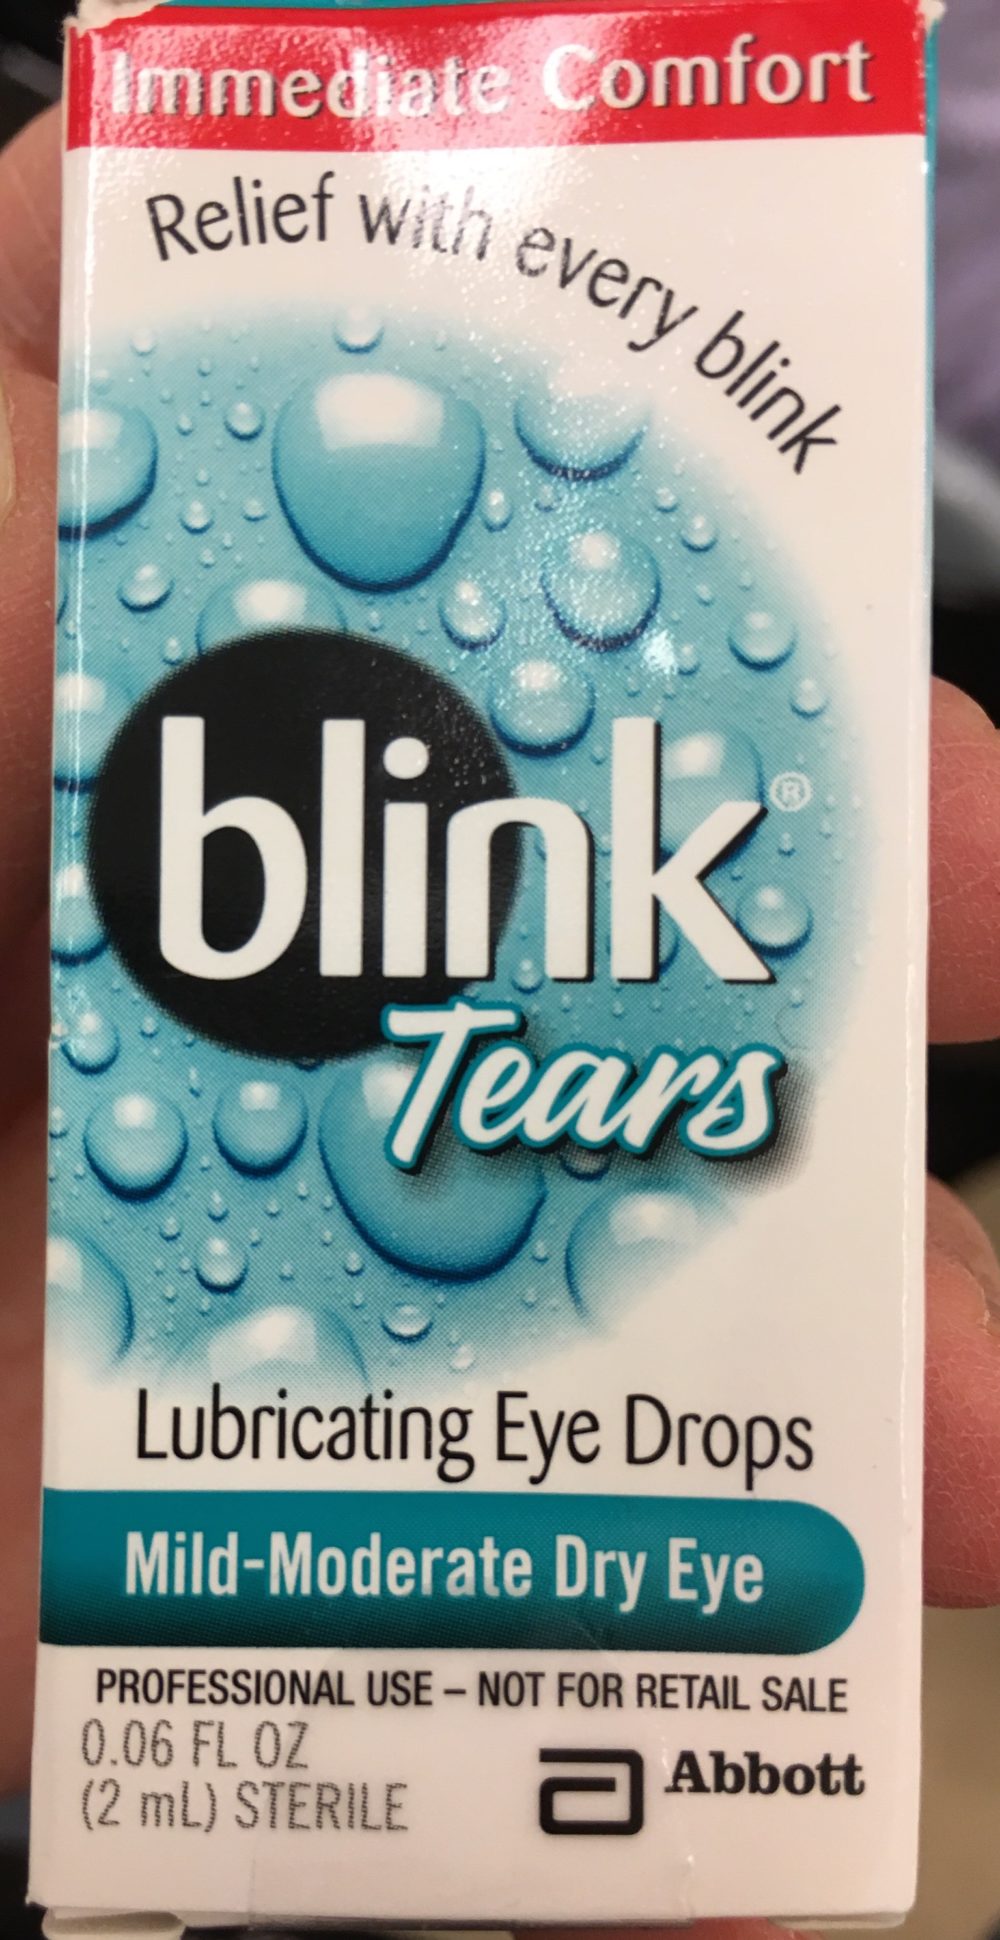 Immediate Comfort
Relief with every blink
blink®
Tears
Lubricating Eye Drops
Mild-Moderate Dry Eye
PROFESSIONAL USE – NOT FOR RETAIL SALE
0.06 FL OZ
(2 mL) STERILE
Abbott